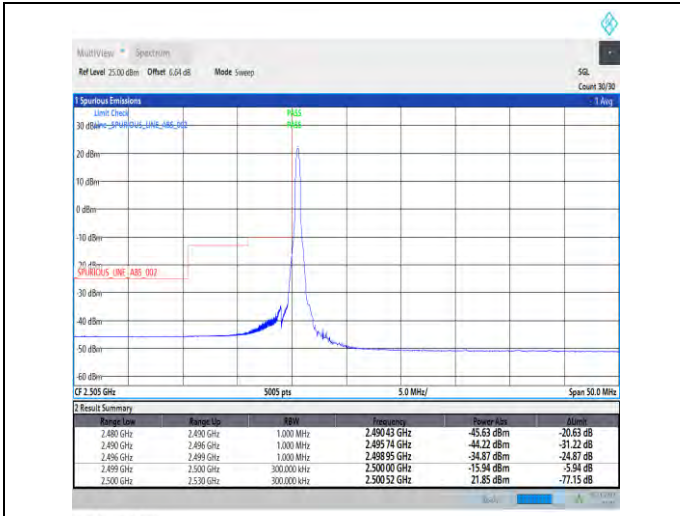 MultiView Spectrum
Ref Level 25.00 dBm Offset 6.64 dB Mode Sweep SGL
Count 30/30
1 Spurious Emissions 1 Avg
Limit Check PASS
30 dBm Line _SPURIOUS_LINE_ABS_002 PASS
20 dBm
10 dBm
0 dBm
-10 dBm
-20 dBm
SPURIOUS_LINE_ABS_002
-30 dBm
-40 dBm
-50 dBm
-60 dBm
CF 2.505 GHz 5005 pts 5.0 MHz/ Span 50.0 MHz
2 Result Summary
Range Low Range Up RBW Frequency Power Abs ΔLimit
2.480 GHz 2.490 GHz 1.000 MHz 2.490 43 GHz -45.63 dBm -20.63 dB
2.490 GHz 2.496 GHz 1.000 MHz 2.495 74 GHz -44.22 dBm -31.22 dB
2.496 GHz 2.499 GHz 1.000 MHz 2.498 95 GHz -34.87 dBm -24.87 dB
2.499 GHz 2.500 GHz 300.000 kHz 2.500 00 GHz -15.94 dBm -5.94 dB
2.500 GHz 2.530 GHz 300.000 kHz 2.500 52 GHz 21.85 dBm -77.15 dB